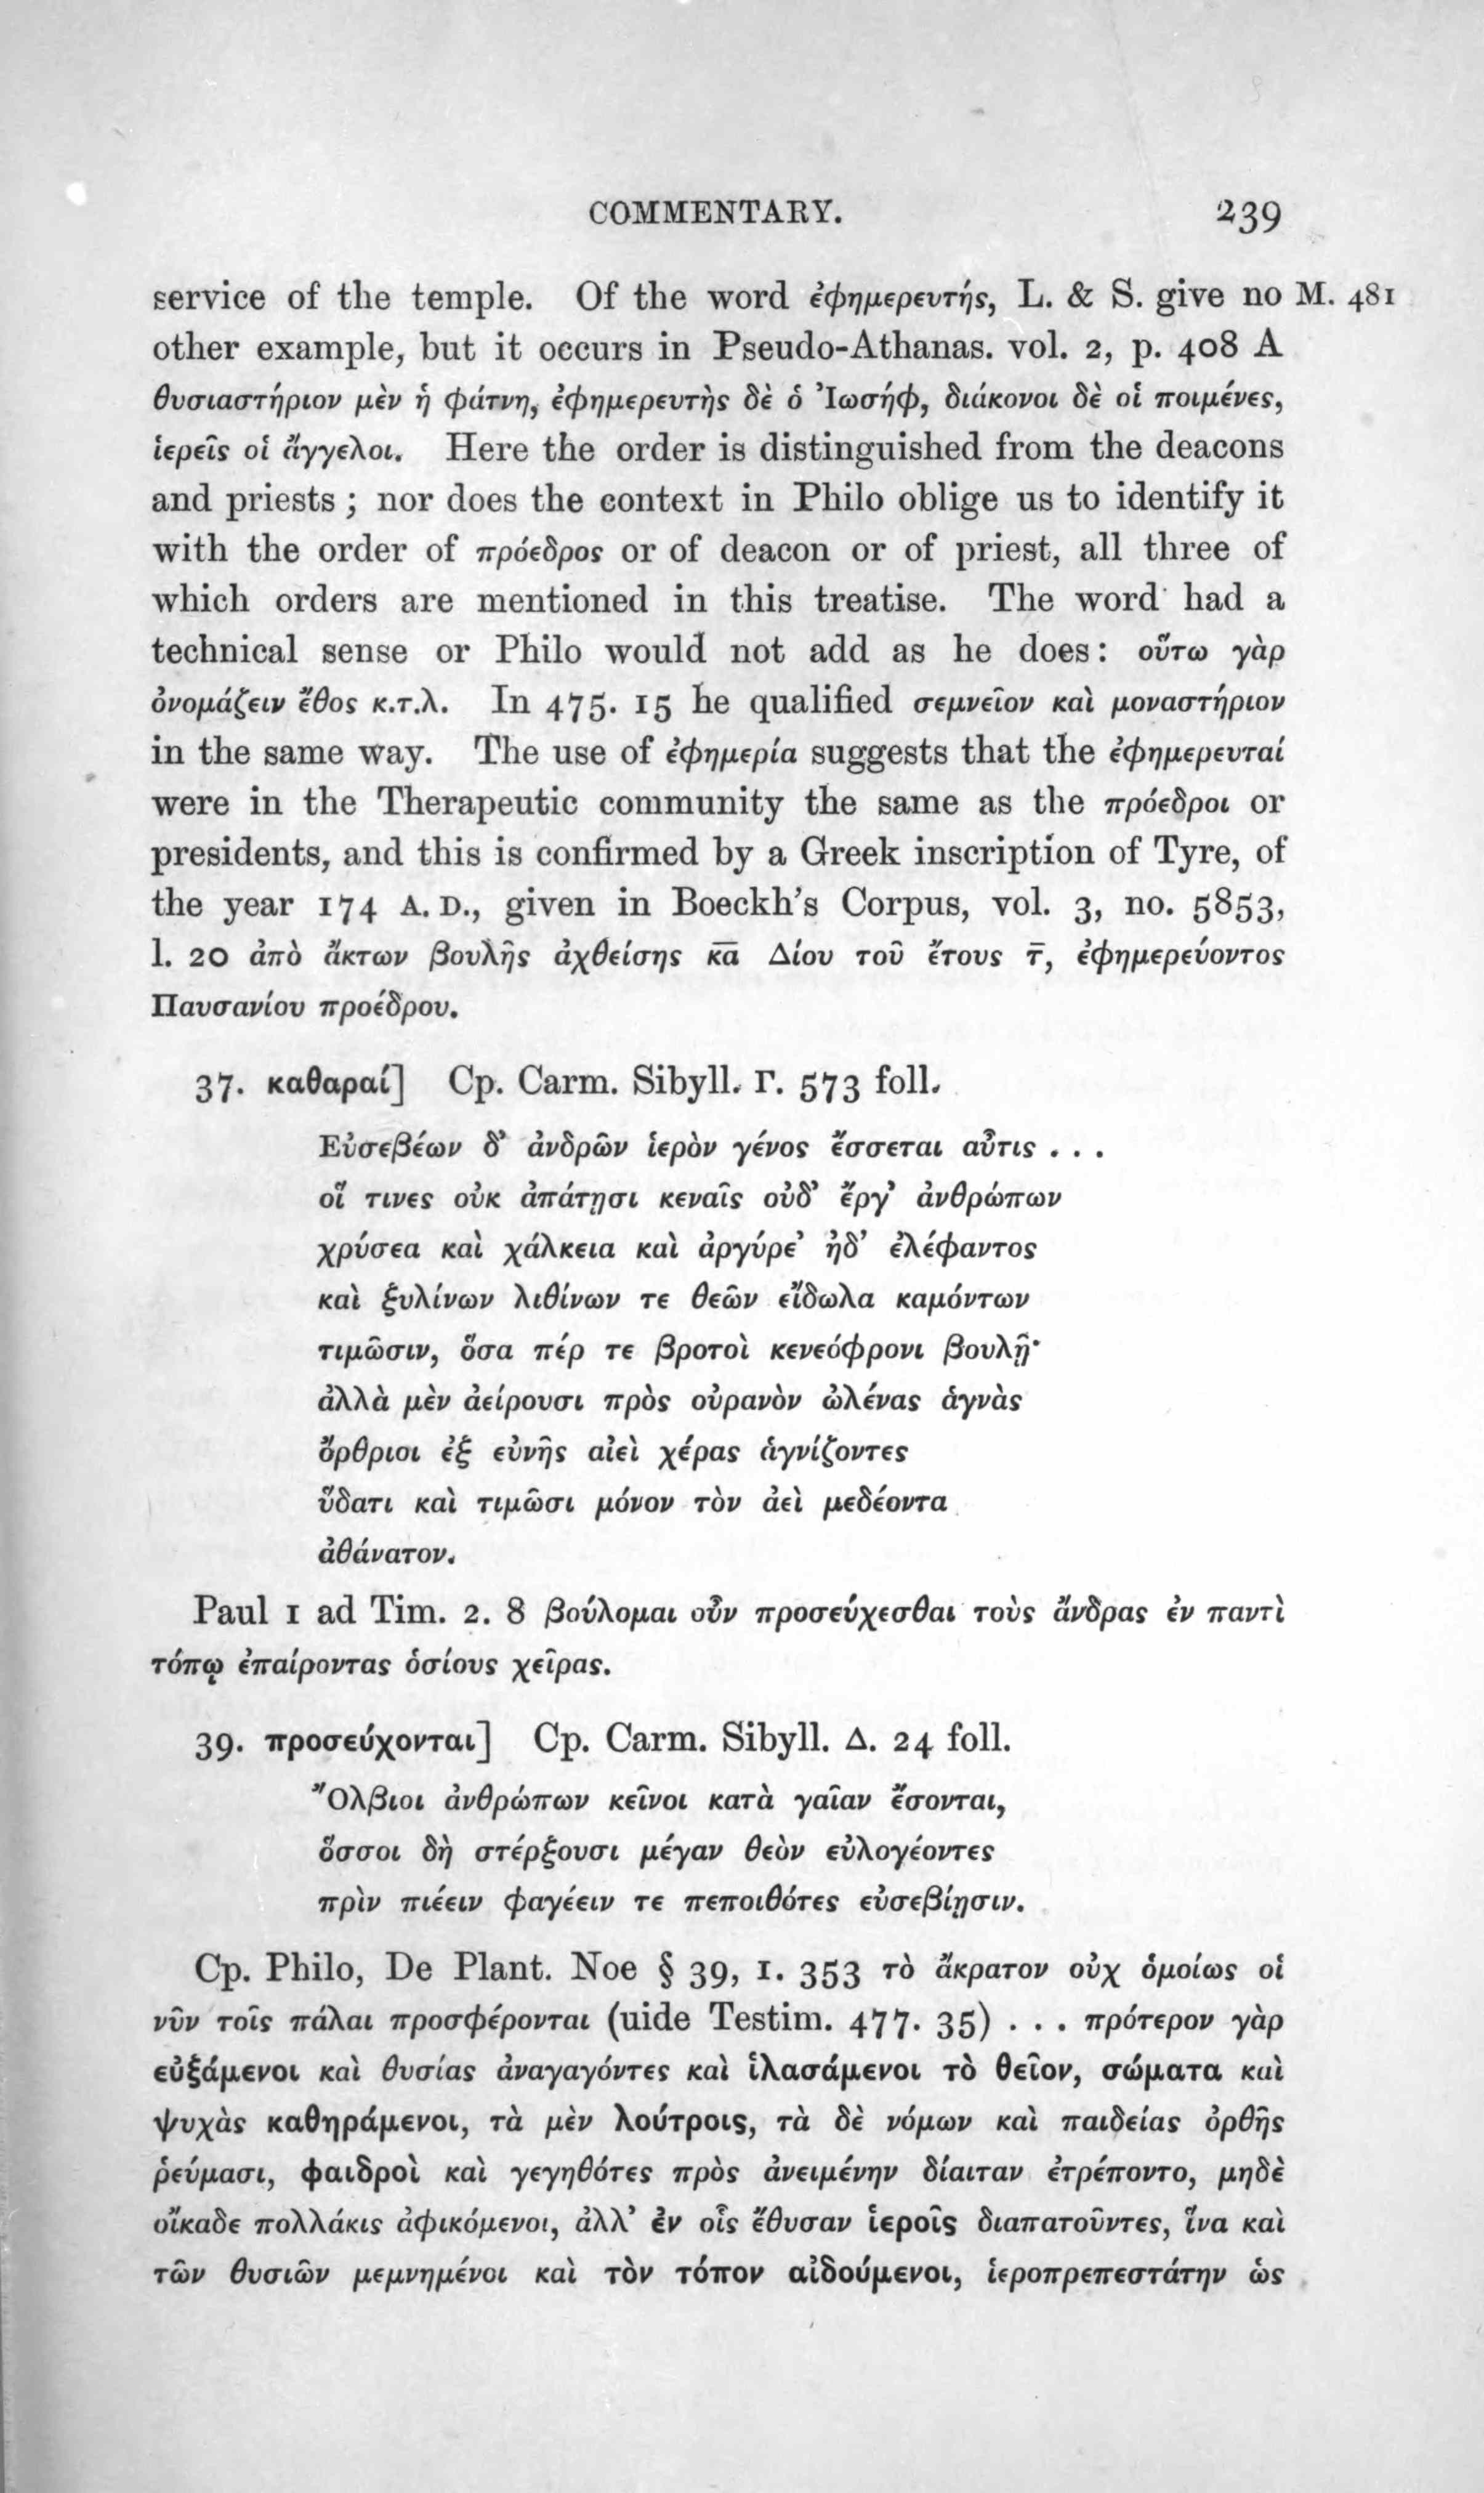 COMMENTARY. 239
service of the temple. Of the word ἐφημερευτής, L. & S. give no M. 481
other example, but it occurs in Pseudo-Athanas. vol. 2, p. 408 A
θυσιαστήριον μὲν ἡ φάτνη, ἐφημερευτὴς δὲ ὁ Ἰωσήφ, διάκονοι δὲ οἱ ποιμένες,
ἱερεῖς οἱ ἄγγελοι. Here the order is distinguished from the deacons
and priests; nor does the context in Philo oblige us to identify it
with the order of πρόεδρος or of deacon or of priest, all three of
which orders are mentioned in this treatise. The word had a
technical sense or Philo would not add as he does: οὕτω γὰρ
ὀνομάζειν ἔθος κ.τ.λ. In 475. 15 he qualified σεμνεῖον καὶ μοναστήριον
in the same way. The use of ἐφημερία suggests that the ἐφημερευταί
were in the Therapeutic community the same as the πρόεδροι or
presidents, and this is confirmed by a Greek inscription of Tyre, of
the year 174 A. D., given in Boeckh's Corpus, vol. 3, no. 5853,
l. 20 ἀπὸ ἄκτων βουλῆς ἀχθείσης κ̅α̅ Δίου τοῦ ἔτους τ̅, ἐφημερεύοντος
Παυσανίου προέδρου.
37. καθαραί] Cp. Carm. Sibyll. Γ. 573 foll.
Εὐσεβέων δ' ἀνδρῶν ἱερὸν γένος ἔσσεται αὖτις . . .
οἵ τινες οὐκ ἀπάτῃσι κεναῖς οὐδ' ἔργ' ἀνθρώπων
χρύσεα καὶ χάλκεια καὶ ἀργύρε' ἠδ' ἐλέφαντος
καὶ ξυλίνων λιθίνων τε θεῶν εἴδωλα καμόντων
τιμῶσιν, ὅσα πέρ τε βροτοὶ κενεόφρονι βουλῇ·
ἀλλὰ μὲν ἀείρουσι πρὸς οὐρανὸν ὠλένας ἁγνὰς
ὄρθριοι ἐξ εὐνῆς αἰεὶ χέρας ἁγνίζοντες
ὕδατι καὶ τιμῶσι μόνον τὸν ἀεὶ μεδέοντα
ἀθάνατον.
Paul 1 ad Tim. 2. 8 βούλομαι οὖν προσεύχεσθαι τοὺς ἄνδρας ἐν παντὶ
τόπῳ ἐπαίροντας ὁσίους χεῖρας.
39. προσεύχονται] Cp. Carm. Sibyll. Δ. 24 foll.
Ὄλβιοι ἀνθρώπων κεῖνοι κατὰ γαῖαν ἔσονται,
ὅσσοι δὴ στέρξουσι μέγαν θεὸν εὐλογέοντες
πρὶν πιέειν φαγέειν τε πεποιθότες εὐσεβίῃσιν.
Cp. Philo, De Plant. Noe § 39, 1. 353 τὸ ἄκρατον οὐχ ὁμοίως οἱ
νῦν τοῖς πάλαι προσφέρονται (uide Testim. 477. 35) . . . πρότερον γὰρ
εὐξάμενοι καὶ θυσίας ἀναγαγόντες καὶ ἱλασάμενοι τὸ θεῖον, σώματα καὶ
ψυχὰς καθηράμενοι, τὰ μὲν λούτροις, τὰ δὲ νόμων καὶ παιδείας ὀρθῆς
ῥεύμασι, φαιδροὶ καὶ γεγηθότες πρὸς ἀνειμένην δίαιταν ἐτρέποντο, μηδὲ
οἴκαδε πολλάκις ἀφικόμενοι, ἀλλ' ἐν οἷς ἔθυσαν ἱεροῖς διαπατοῦντες, ἵνα καὶ
τῶν θυσιῶν μεμνημένοι καὶ τὸν τόπον αἰδούμενοι, ἱεροπρεπεστάτην ὡς